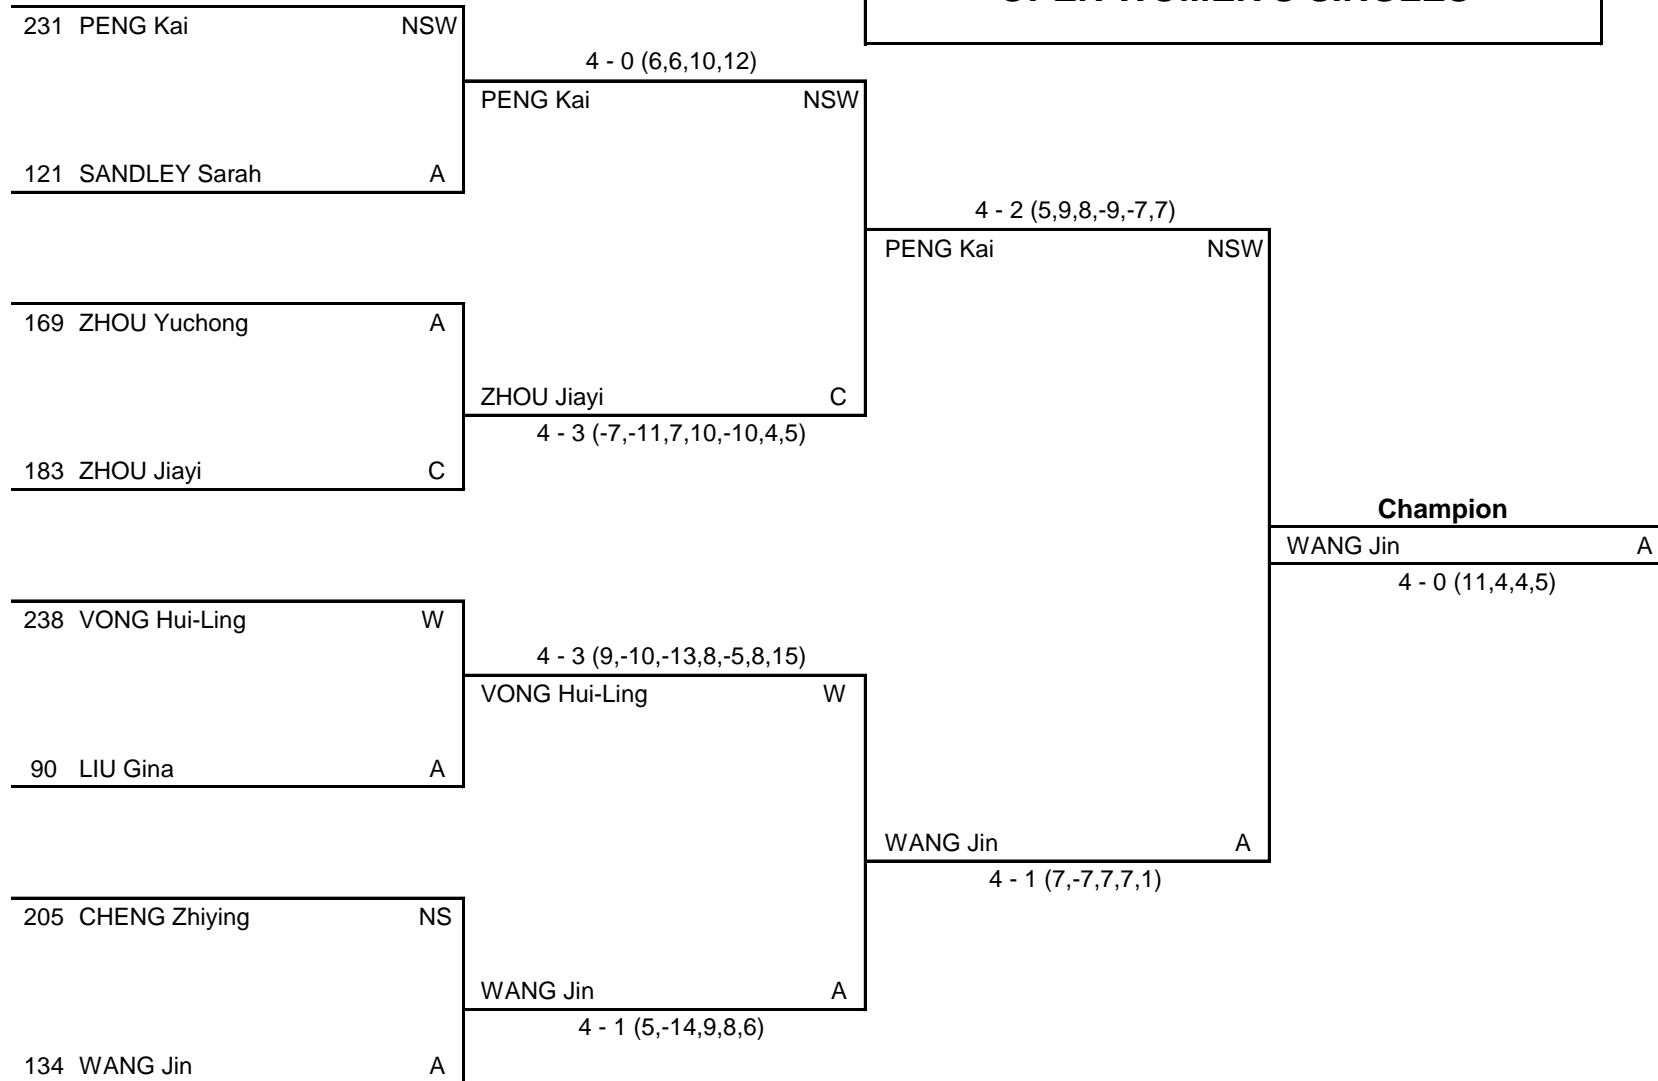 231 PENG Kai NSW
4 - 0 (6,6,10,12)
PENG Kai NSW
121 SANDLEY Sarah A
4 - 2 (5,9,8,-9,-7,7)
PENG Kai NSW
169 ZHOU Yuchong A
ZHOU Jiayi C
4 - 3 (-7,-11,7,10,-10,4,5)
183 ZHOU Jiayi C
Champion
WANG Jin A
4 - 0 (11,4,4,5)
238 VONG Hui-Ling W
4 - 3 (9,-10,-13,8,-5,8,15)
VONG Hui-Ling W
90 LIU Gina A
WANG Jin A
4 - 1 (7,-7,7,7,1)
205 CHENG Zhiying NS
WANG Jin A
4 - 1 (5,-14,9,8,6)
134 WANG Jin A